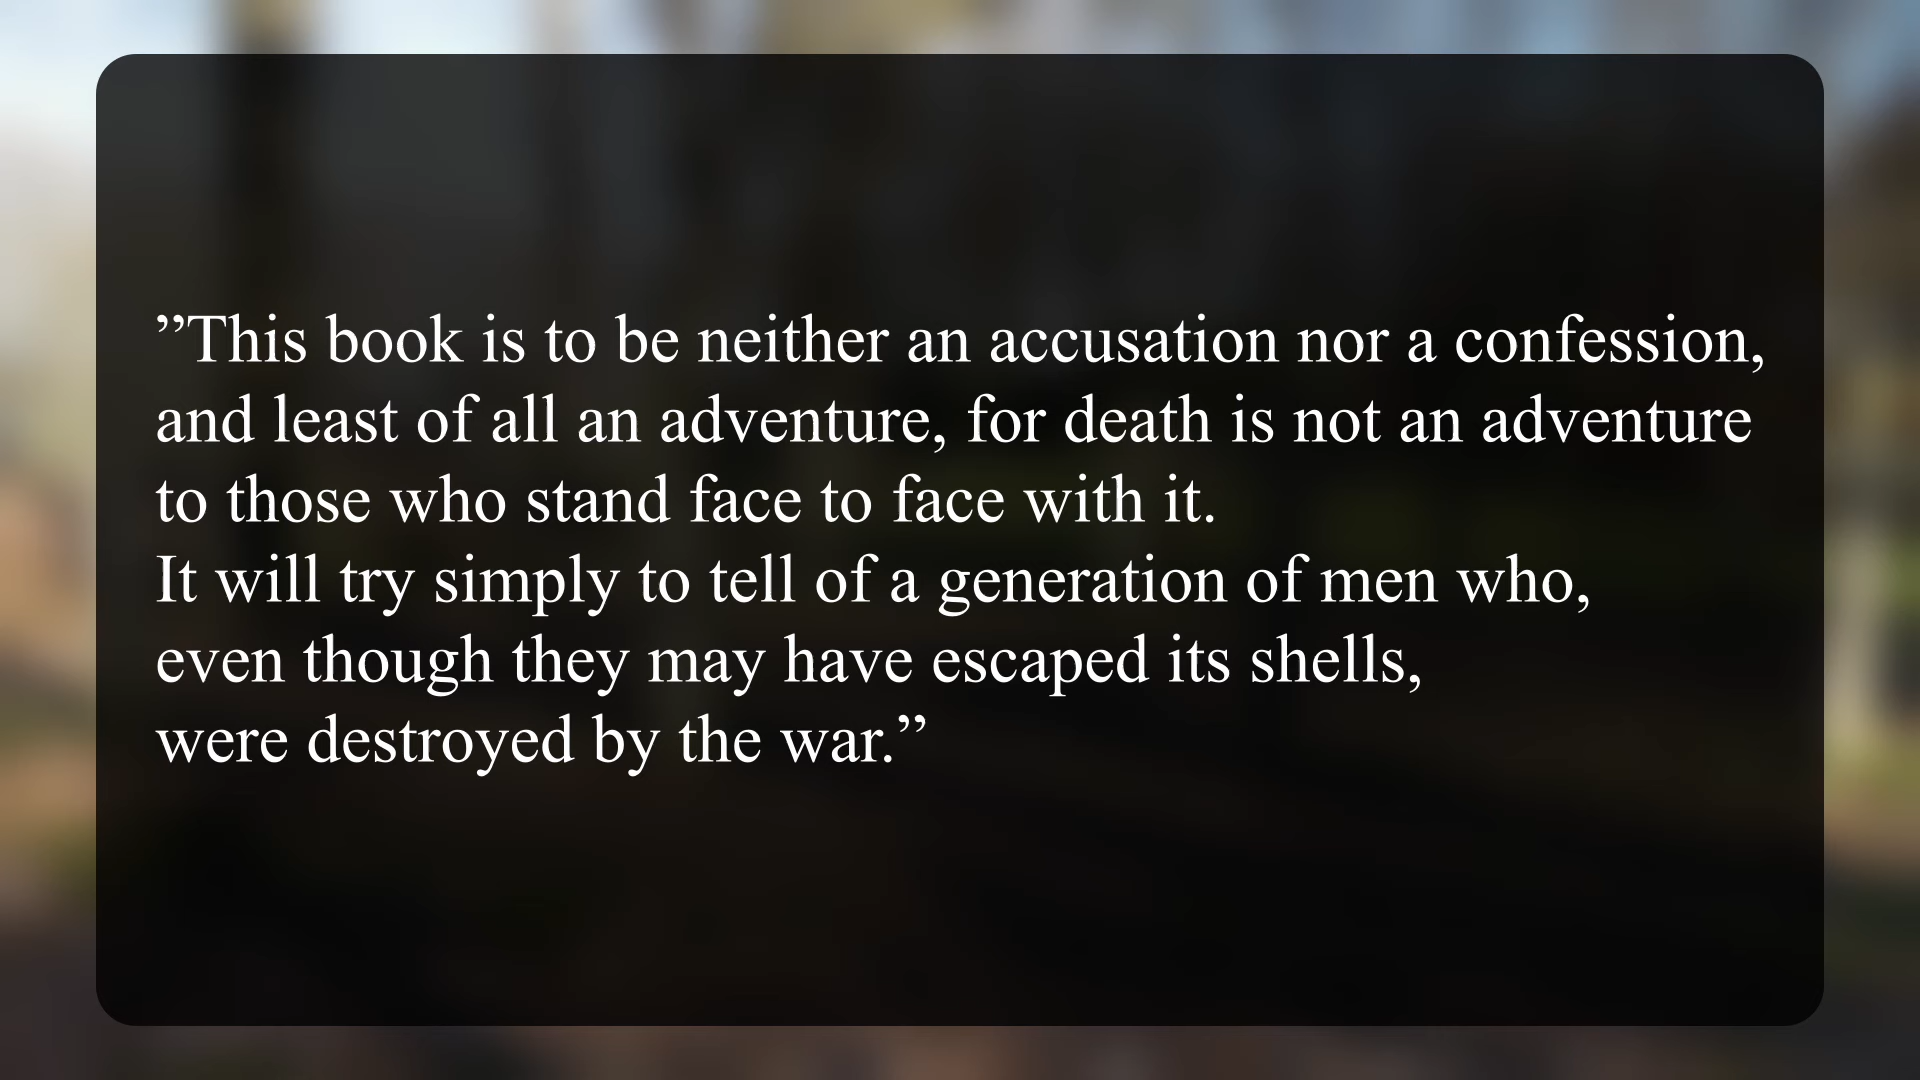 ”This book is to be neither an accusation nor a confession,
and least of all an adventure, for death is not an adventure
to those who stand face to face with it.
It will try simply to tell of a generation of men who,
even though they may have escaped its shells,
were destroyed by the war.”